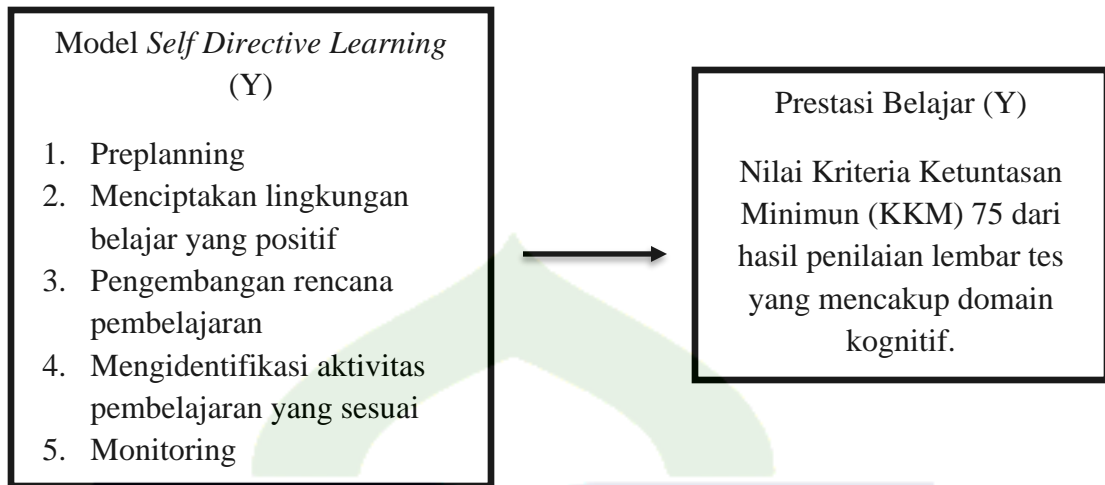 Model Self Directive Learning
(Y)
1. Preplanning
2. Menciptakan lingkungan
belajar yang positif
3. Pengembangan rencana
pembelajaran
4. Mengidentifikasi aktivitas
pembelajaran yang sesuai
5. Monitoring
Prestasi Belajar (Y)
Nilai Kriteria Ketuntasan
Minimun (KKM) 75 dari
hasil penilaian lembar tes
yang mencakup domain
kognitif.